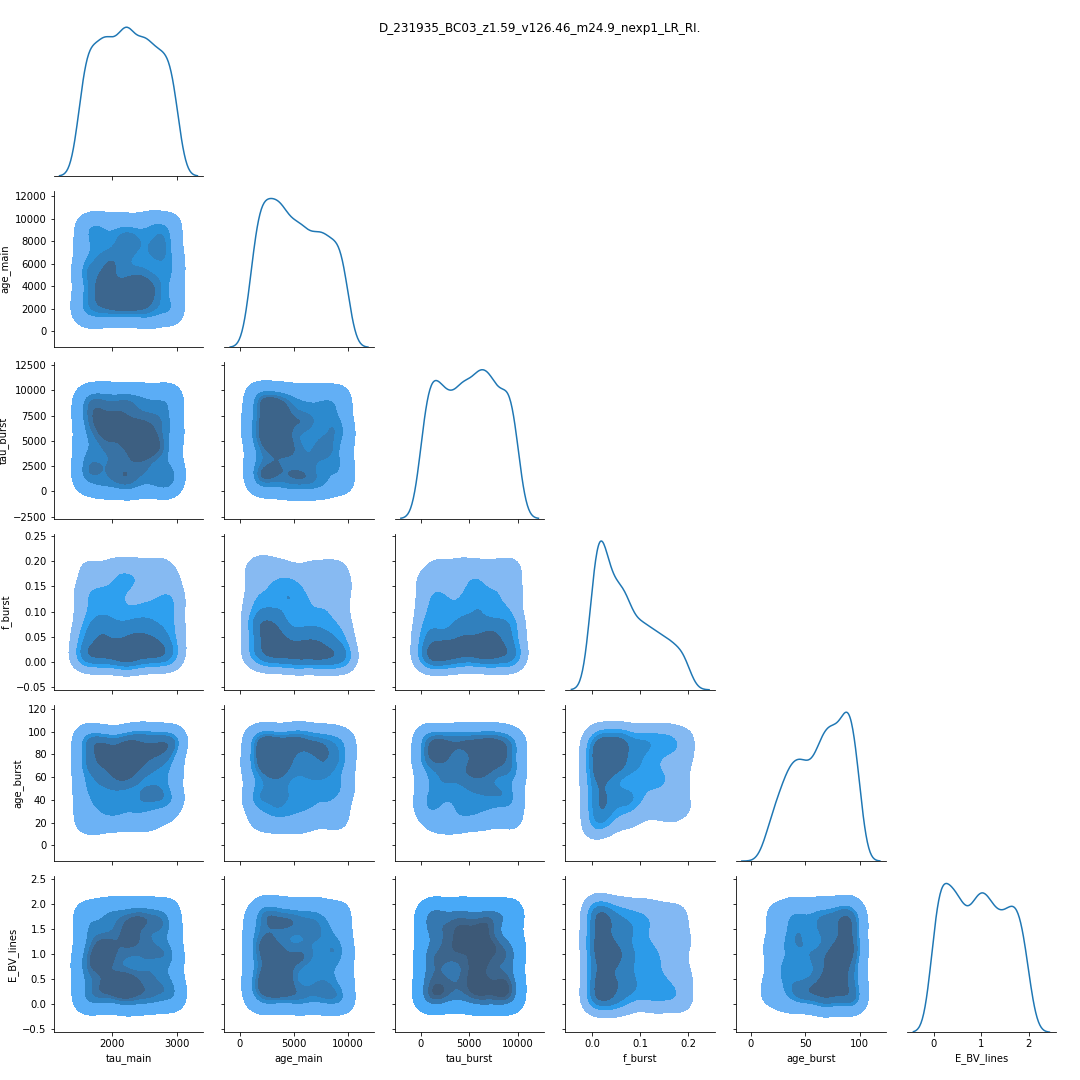 D_231935_BC03_z1.59_v126.46_m24.9_nexp1_LR_RI.
12000
10000
8000
6000
4000
2000
0
age_main
12500
10000
7500
5000
2500
0
−2500
tau_burst
0.25
0.20
0.15
0.10
0.05
0.00
−0.05
f_burst
120
100
80
60
40
20
0
age_burst
2.5
2.0
1.5
1.0
0.5
0.0
−0.5
E_BV_lines
2000 3000
tau_main
0 5000 10000
age_main
0 5000 10000
tau_burst
0.0 0.1 0.2
f_burst
0 50 100
age_burst
0 1 2
E_BV_lines